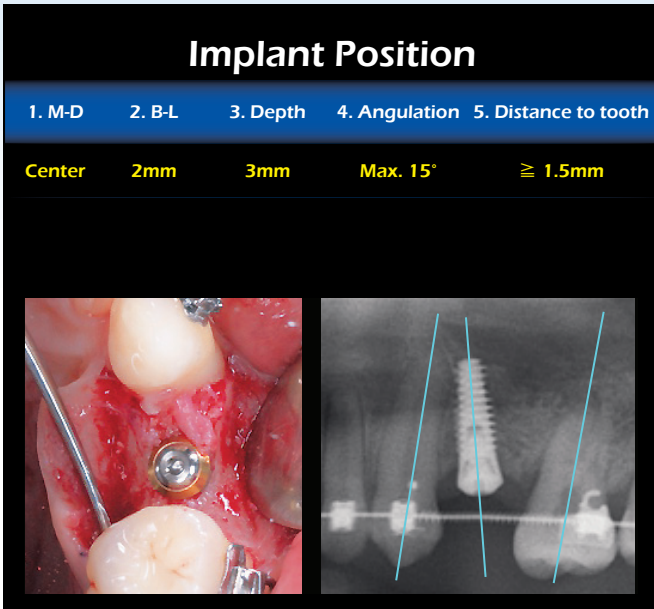 Implant Position
1. M-D 2. B-L 3. Depth 4. Angulation 5. Distance to tooth
Center 2mm 3mm Max. 15° ≧ 1.5mm